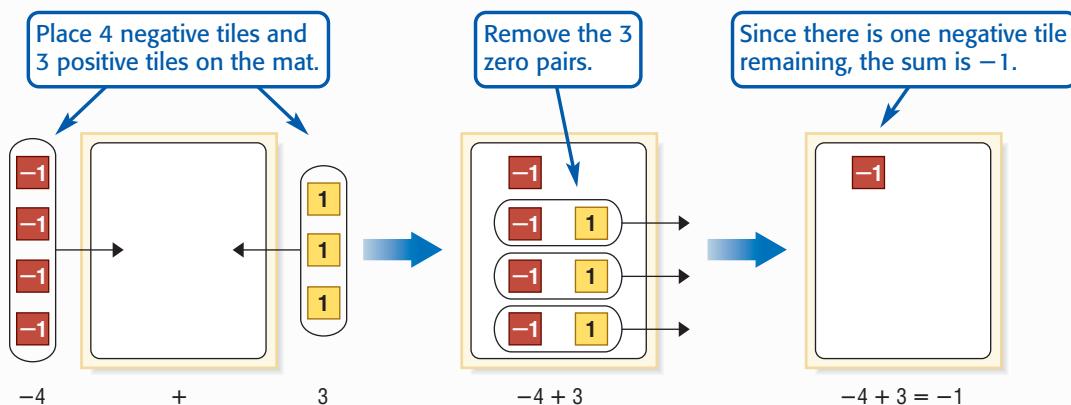 Place 4 negative tiles and
3 positive tiles on the mat.
Remove the 3
zero pairs.
Since there is one negative tile
remaining, the sum is −1.
−1
−1
−1
−1
1
1
1
−1
−1 1
−1 1
−1 1
−1
−4 + 3
−4 + 3
−4 + 3 = −1